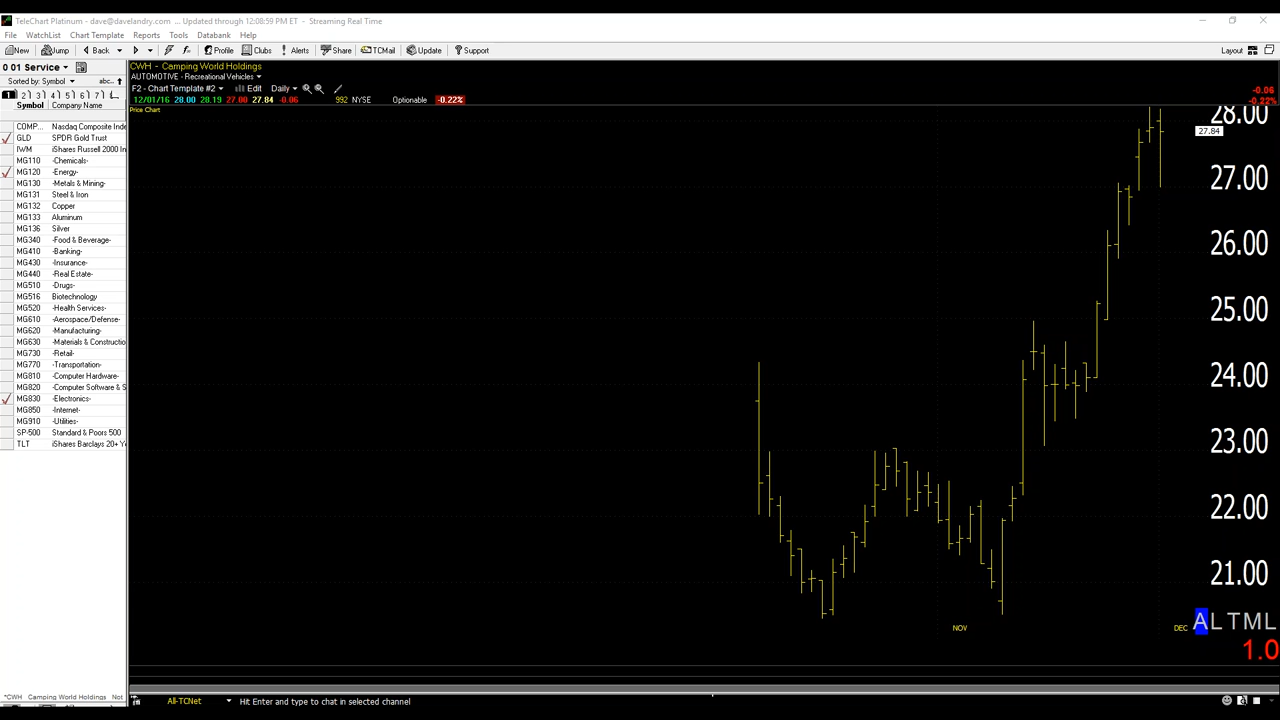 TeleChart Platinum - dave@davelandry.com ... Updated through 12:08:59 PM ET - Streaming Real Time
File WatchList Chart Template Reports Tools Databank Help
New Jump Back Profile Clubs Alerts Share TCMail Update Support Layout
0 01 Service
Sorted by: Symbol abc..
1 2 3 4 5 6 7
Symbol Company Name
COMP... Nasdaq Composite Inde
GLD SPDR Gold Trust
IWM iShares Russell 2000 In
MG110 -Chemicals-
MG120 -Energy-
MG130 -Metals & Mining-
MG131 Steel & Iron
MG132 Copper
MG133 Aluminum
MG136 Silver
MG340 -Food & Beverage-
MG410 -Banking-
MG430 -Insurance-
MG440 -Real Estate-
MG510 -Drugs-
MG516 Biotechnology
MG520 -Health Services-
MG610 -Aerospace/Defense-
MG620 -Manufacturing-
MG630 -Materials & Constructio
MG730 -Retail-
MG770 -Transportation-
MG810 -Computer Hardware-
MG820 -Computer Software & S
MG830 -Electronics-
MG850 -Internet-
MG910 -Utilities-
SP-500 Standard & Poors 500
TLT iShares Barclays 20+ Y
*CWH Camping World Holdings Not
CWH - Camping World Holdings
AUTOMOTIVE - Recreational Vehicles
F2 - Chart Template #2 Edit Daily
12/01/16 28.00 28.19 27.00 27.84 -0.06 992 NYSE Optionable -0.22%
-0.06
-0.22%
Price Chart
28.00
27.84
27.00
26.00
25.00
24.00
23.00
22.00
21.00
NOV DEC
ALTML
1.0
All-TCNet Hit Enter and type to chat in selected channel